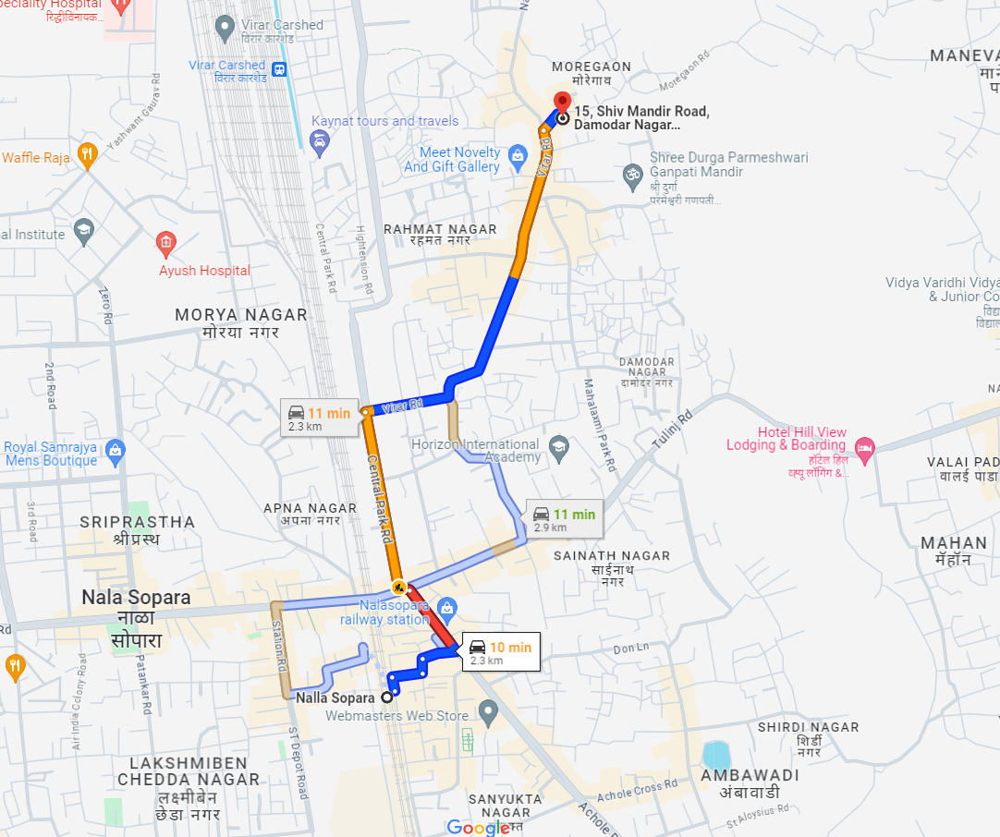 peciality Hospital
रिद्धीविनायक...
Virar Carshed
विरार कारशेड
Virar Carshed
विरार कारशेड
MOREGAON
मोरेगाव
Moregaon Rd
MANEVA
Yashwant Gaurav Rd
15, Shiv Mandir Road,
Damodar Nagar...
Kaynat tours and travels
Waffle Raja
Meet Novelty
And Gift Gallery
Virar Rd
Shree Durga Parmeshwari
Ganpati Mandir
श्री दुर्गा
परमेश्वरी गणपती...
al Institute
RAHMAT NAGAR
रहमत नगर
Central Park Rd
Hightension Rd
Ayush Hospital
Zero Rd
Vidya Varidhi Vidya
& Junior Co
MORYA NAGAR
मोरया नगर
2nd Road
DAMODAR
NAGAR
दामोदर नगर
11 min
2.3 km
Virar Rd
Mahalaxmi Park Rd
Tulinj Rd
Horizon International
Academy
Hotel Hill View
Lodging & Boarding
हॉटेल हिल
व्ह्यू लॉगिंग &...
Royal Samrajya
Mens Boutique
VALAI PAD
वालई पाडा
Central Park Rd
3rd Road
APNA NAGAR
अपना नगर
SRIPRASTHA
श्रीप्रस्थ
11 min
2.9 km
MAHAN
मॅहॉन
SAINATH NAGAR
साईनाथ
नगर
Nala Sopara
नाळा
सोपारा
Nalasopara
railway station
Rd
Station Rd
10 min
2.3 km
Don Ln
Patankar Rd
Air India Colony Road
Nalla Sopara
Webmasters Web Store
ST Depot Road
SHIRDI NAGAR
शिर्डी
नगर
LAKSHMIBEN
CHEDDA NAGAR
लक्ष्मीबेन
छेडा नगर
AMBAWADI
अंबावाडी
Achole Cross Rd
SANYUKTA
NAGAR
Achole
St Aloysius Rd
Google